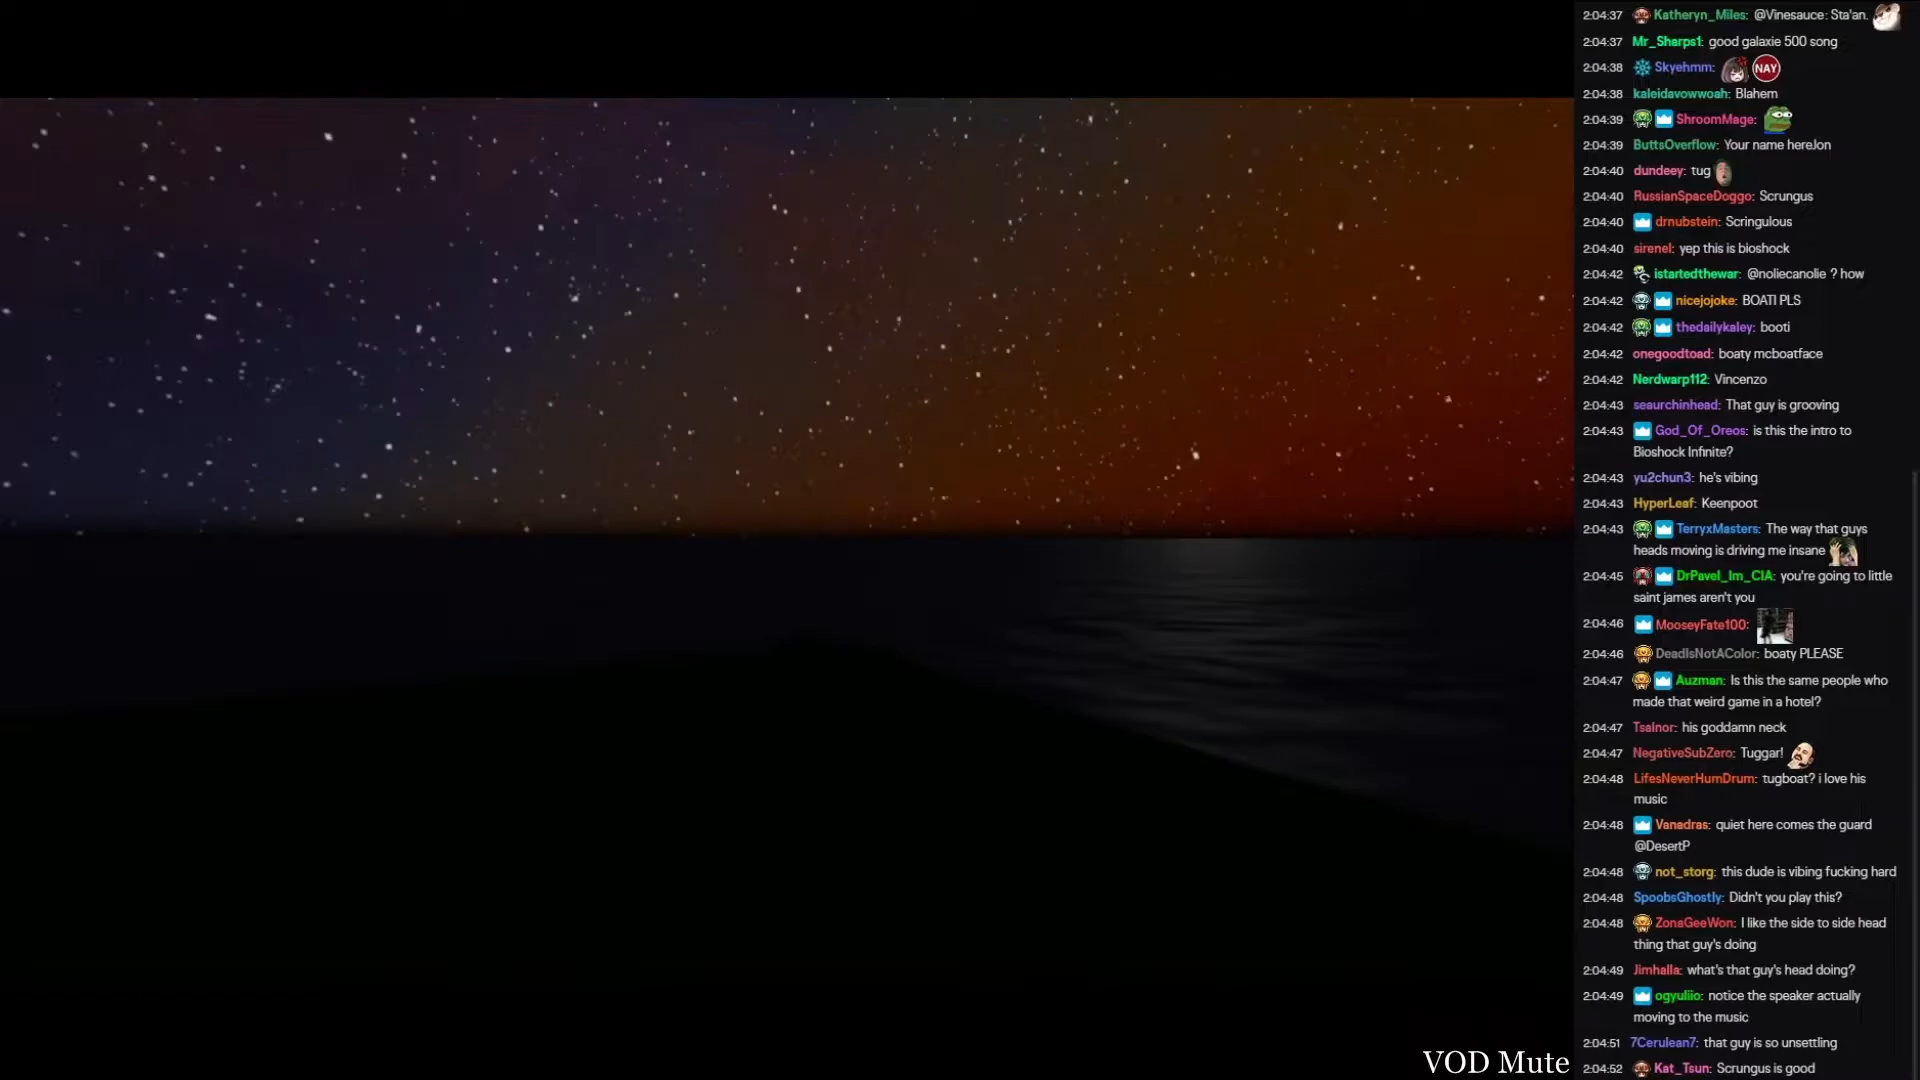 2:04:37 Katheryn_Miles: @Vinesauce: Sta'an.
2:04:37 Mr_Sharps1: good galaxie 500 song
2:04:38 Skyehmm: NAY
2:04:38 kaleidavowwoah: Blahem
2:04:39 ShroomMage:
2:04:39 ButtsOverflow: Your name here.lon
2:04:40 dundeey: tug
2:04:40 RussianSpaceDoggo: Scrungus
2:04:40 drnubstein: Scringulous
2:04:40 sirenel: yep this is bioshock
2:04:42 istartedthewar: @noliecanolie ? how
2:04:42 nicejojoke: BOATI PLS
2:04:42 thedailykaley: booti
2:04:42 onegoodtoad: boaty mcboatface
2:04:42 Nerdwarp112: Vincenzo
2:04:43 seaurchinhead: That guy is grooving
2:04:43 God_Of_Oreos: is this the intro to
Bioshock Infinite?
2:04:43 yu2chun3: he's vibing
2:04:43 HyperLeaf: Keenpoot
2:04:43 TerryxMasters: The way that guys
heads moving is driving me insane
2:04:45 DrPavel_Im_CIA: you're going to little
saint james aren't you
2:04:46 MooseyFate100:
2:04:46 DeadIsNotAColor: boaty PLEASE
2:04:47 Auzman: Is this the same people who
made that weird game in a hotel?
2:04:47 Tsalnor: his goddamn neck
2:04:47 NegativeSubZero: Tuggar!
2:04:48 LifesNeverHumDrum: tugboat? i love his
music
2:04:48 Vanadras: quiet here comes the guard
@DesertP
2:04:48 not_storg: this dude is vibing fucking hard
2:04:48 SpoobsGhostly: Didn't you play this?
2:04:48 ZonaGeeWon: I like the side to side head
thing that guy's doing
2:04:49 Jimhalla: what's that guy's head doing?
2:04:49 ogyuliio: notice the speaker actually
moving to the music
2:04:51 7Cerulean7: that guy is so unsettling
2:04:52 Kat_Tsun: Scrungus is good
VOD Mute